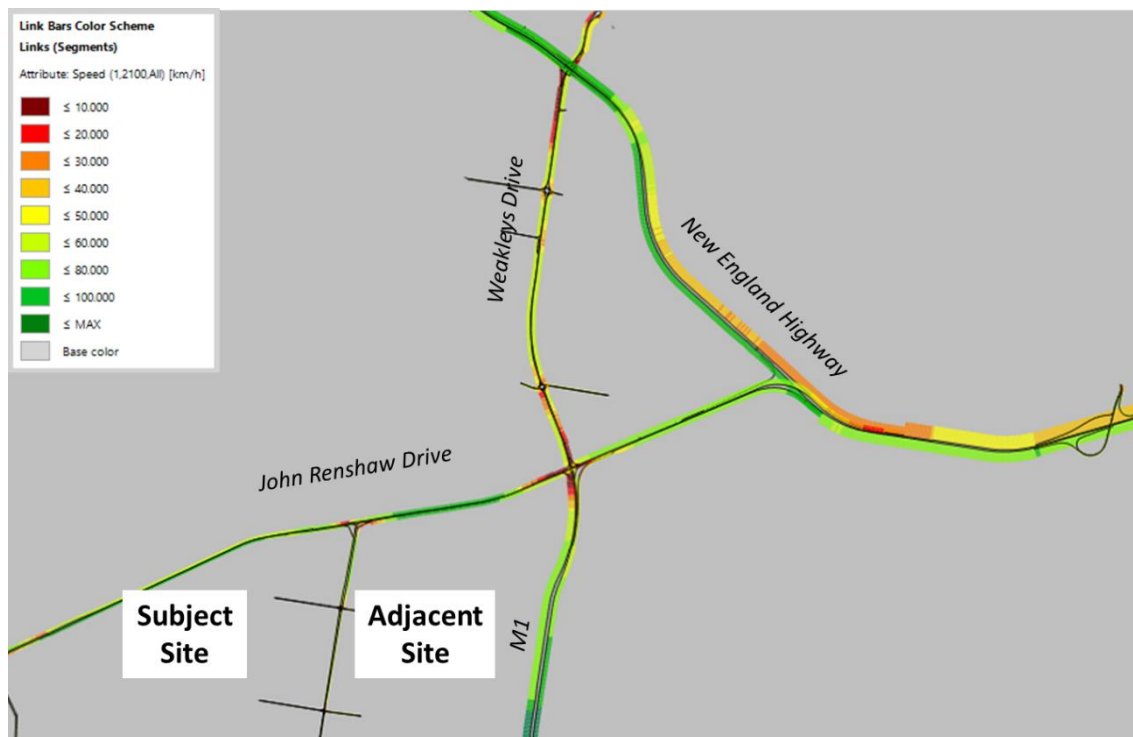 Link Bars Color Scheme
Links (Segments)
Attribute: Speed (1,2100,All) [km/h]
≤ 10.000
≤ 20.000
≤ 30.000
≤ 40.000
≤ 50.000
≤ 60.000
≤ 80.000
≤ 100.000
≤ MAX
Base color
Weakleys Drive
New England Highway
John Renshaw Drive
Subject
Site
Adjacent
Site
M1